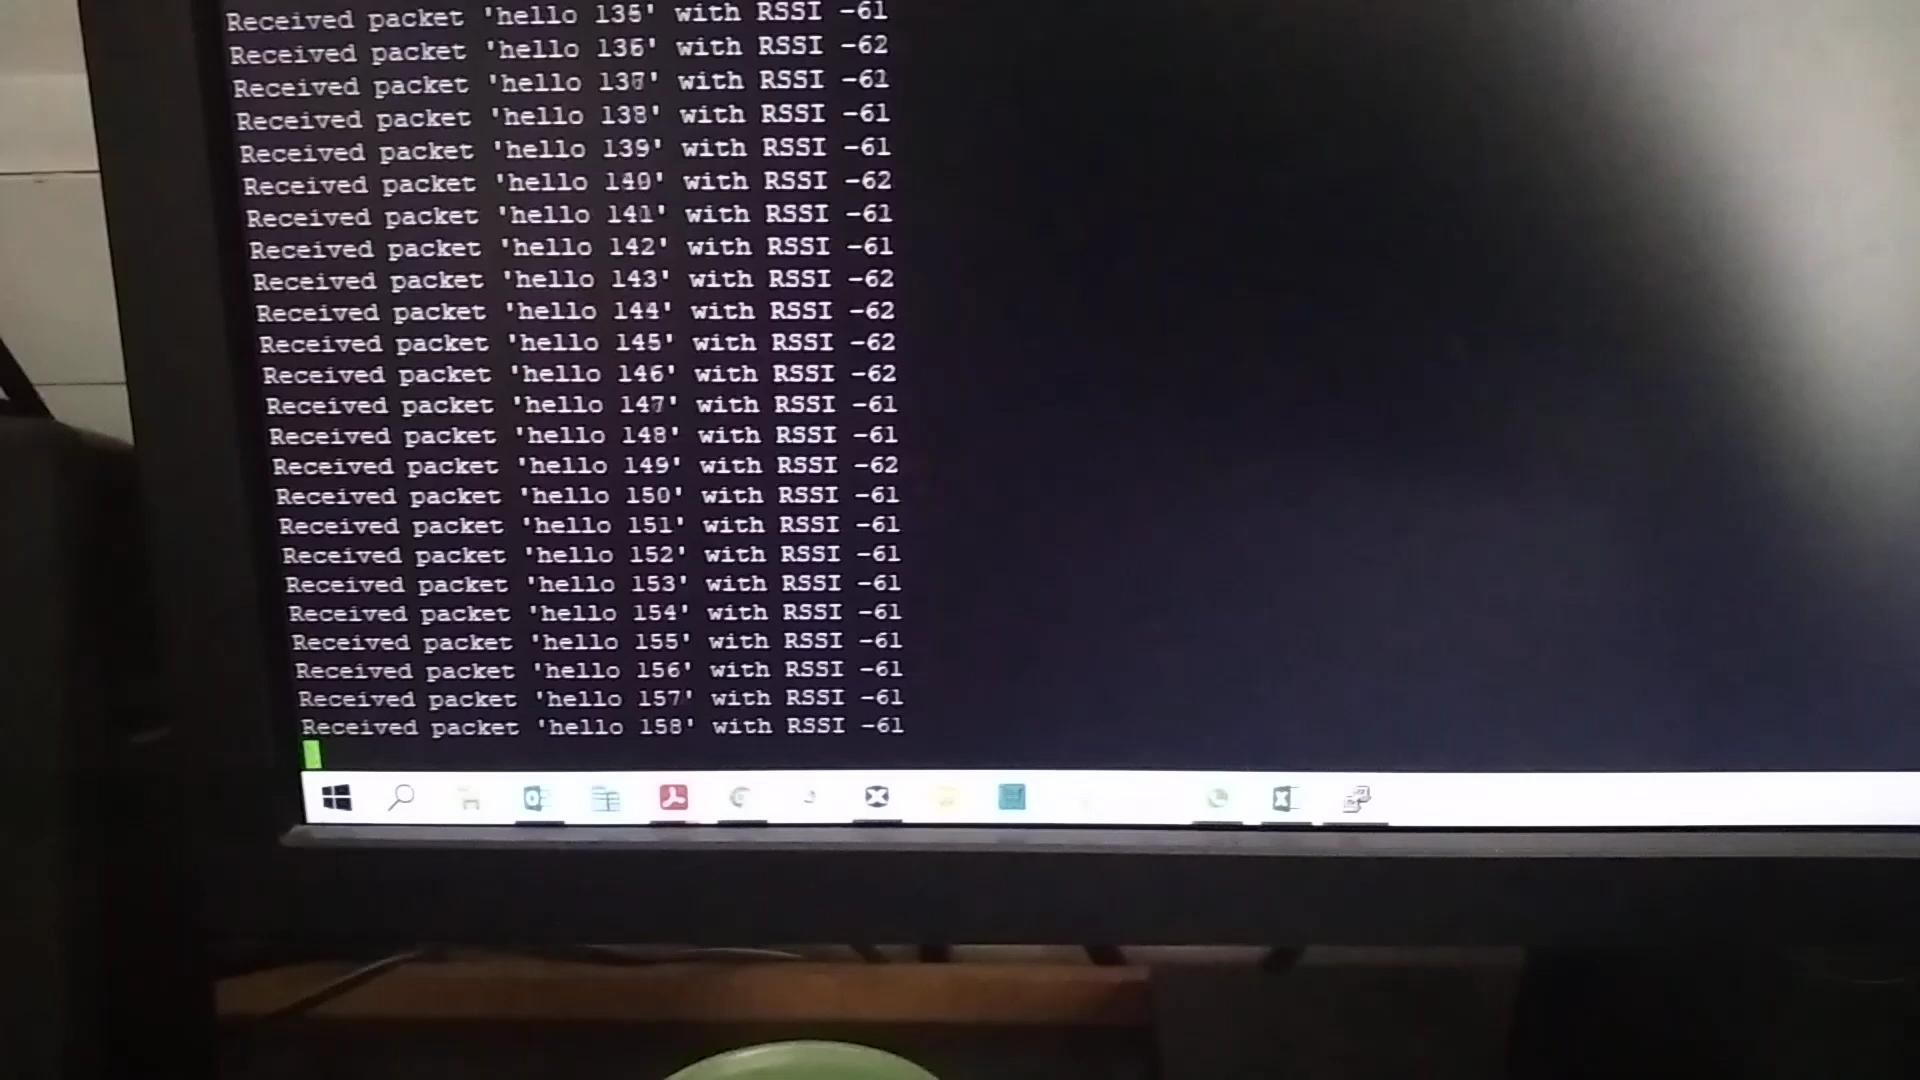 Received packet 'hello 135' with RSSI -61
Received packet 'hello 136' with RSSI -62
Received packet 'hello 137' with RSSI -61
Received packet 'hello 138' with RSSI -61
Received packet 'hello 139' with RSSI -61
Received packet 'hello 140' with RSSI -62
Received packet 'hello 141' with RSSI -61
Received packet 'hello 142' with RSSI -61
Received packet 'hello 143' with RSSI -62
Received packet 'hello 144' with RSSI -62
Received packet 'hello 145' with RSSI -62
Received packet 'hello 146' with RSSI -62
Received packet 'hello 147' with RSSI -61
Received packet 'hello 148' with RSSI -61
Received packet 'hello 149' with RSSI -62
Received packet 'hello 150' with RSSI -61
Received packet 'hello 151' with RSSI -61
Received packet 'hello 152' with RSSI -61
Received packet 'hello 153' with RSSI -61
Received packet 'hello 154' with RSSI -61
Received packet 'hello 155' with RSSI -61
Received packet 'hello 156' with RSSI -61
Received packet 'hello 157' with RSSI -61
Received packet 'hello 158' with RSSI -61